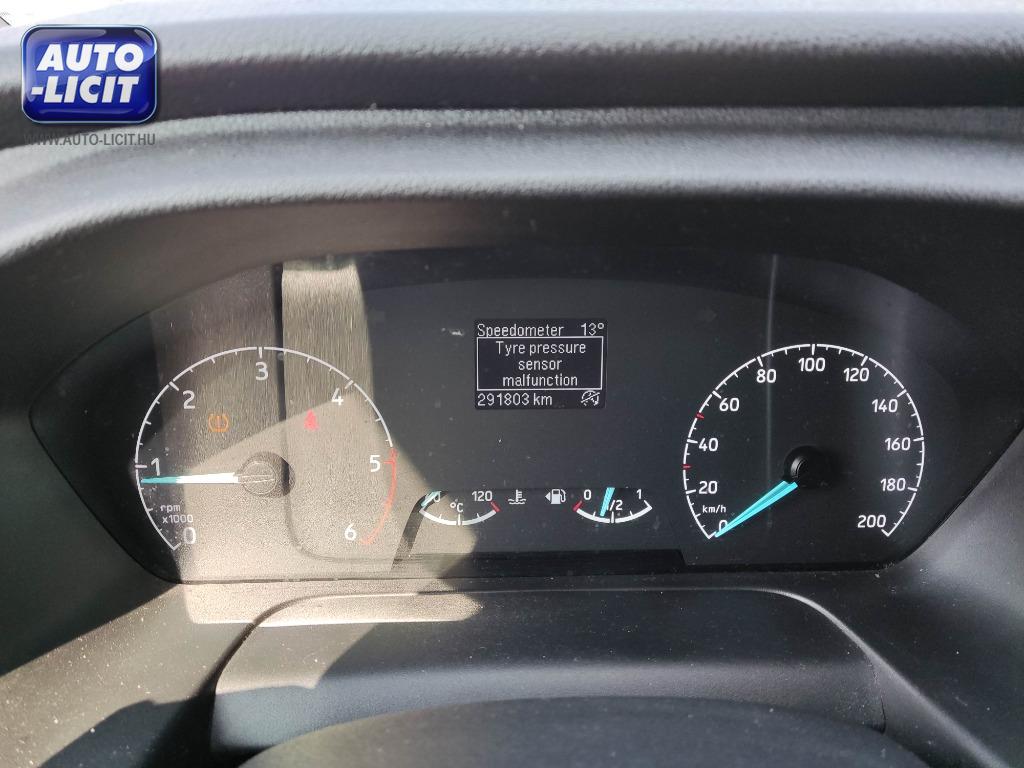 AUTO
-LICIT
WWW.AUTO-LICIT.HU
Speedometer 13°
Tyre pressure
sensor
malfunction
291803 km
0 1 2 3 4 5 6
rpm
x1000
0 120
°C
0 1/2 1
0 20 40 60 80 100 120 140 160 180 200
km/h